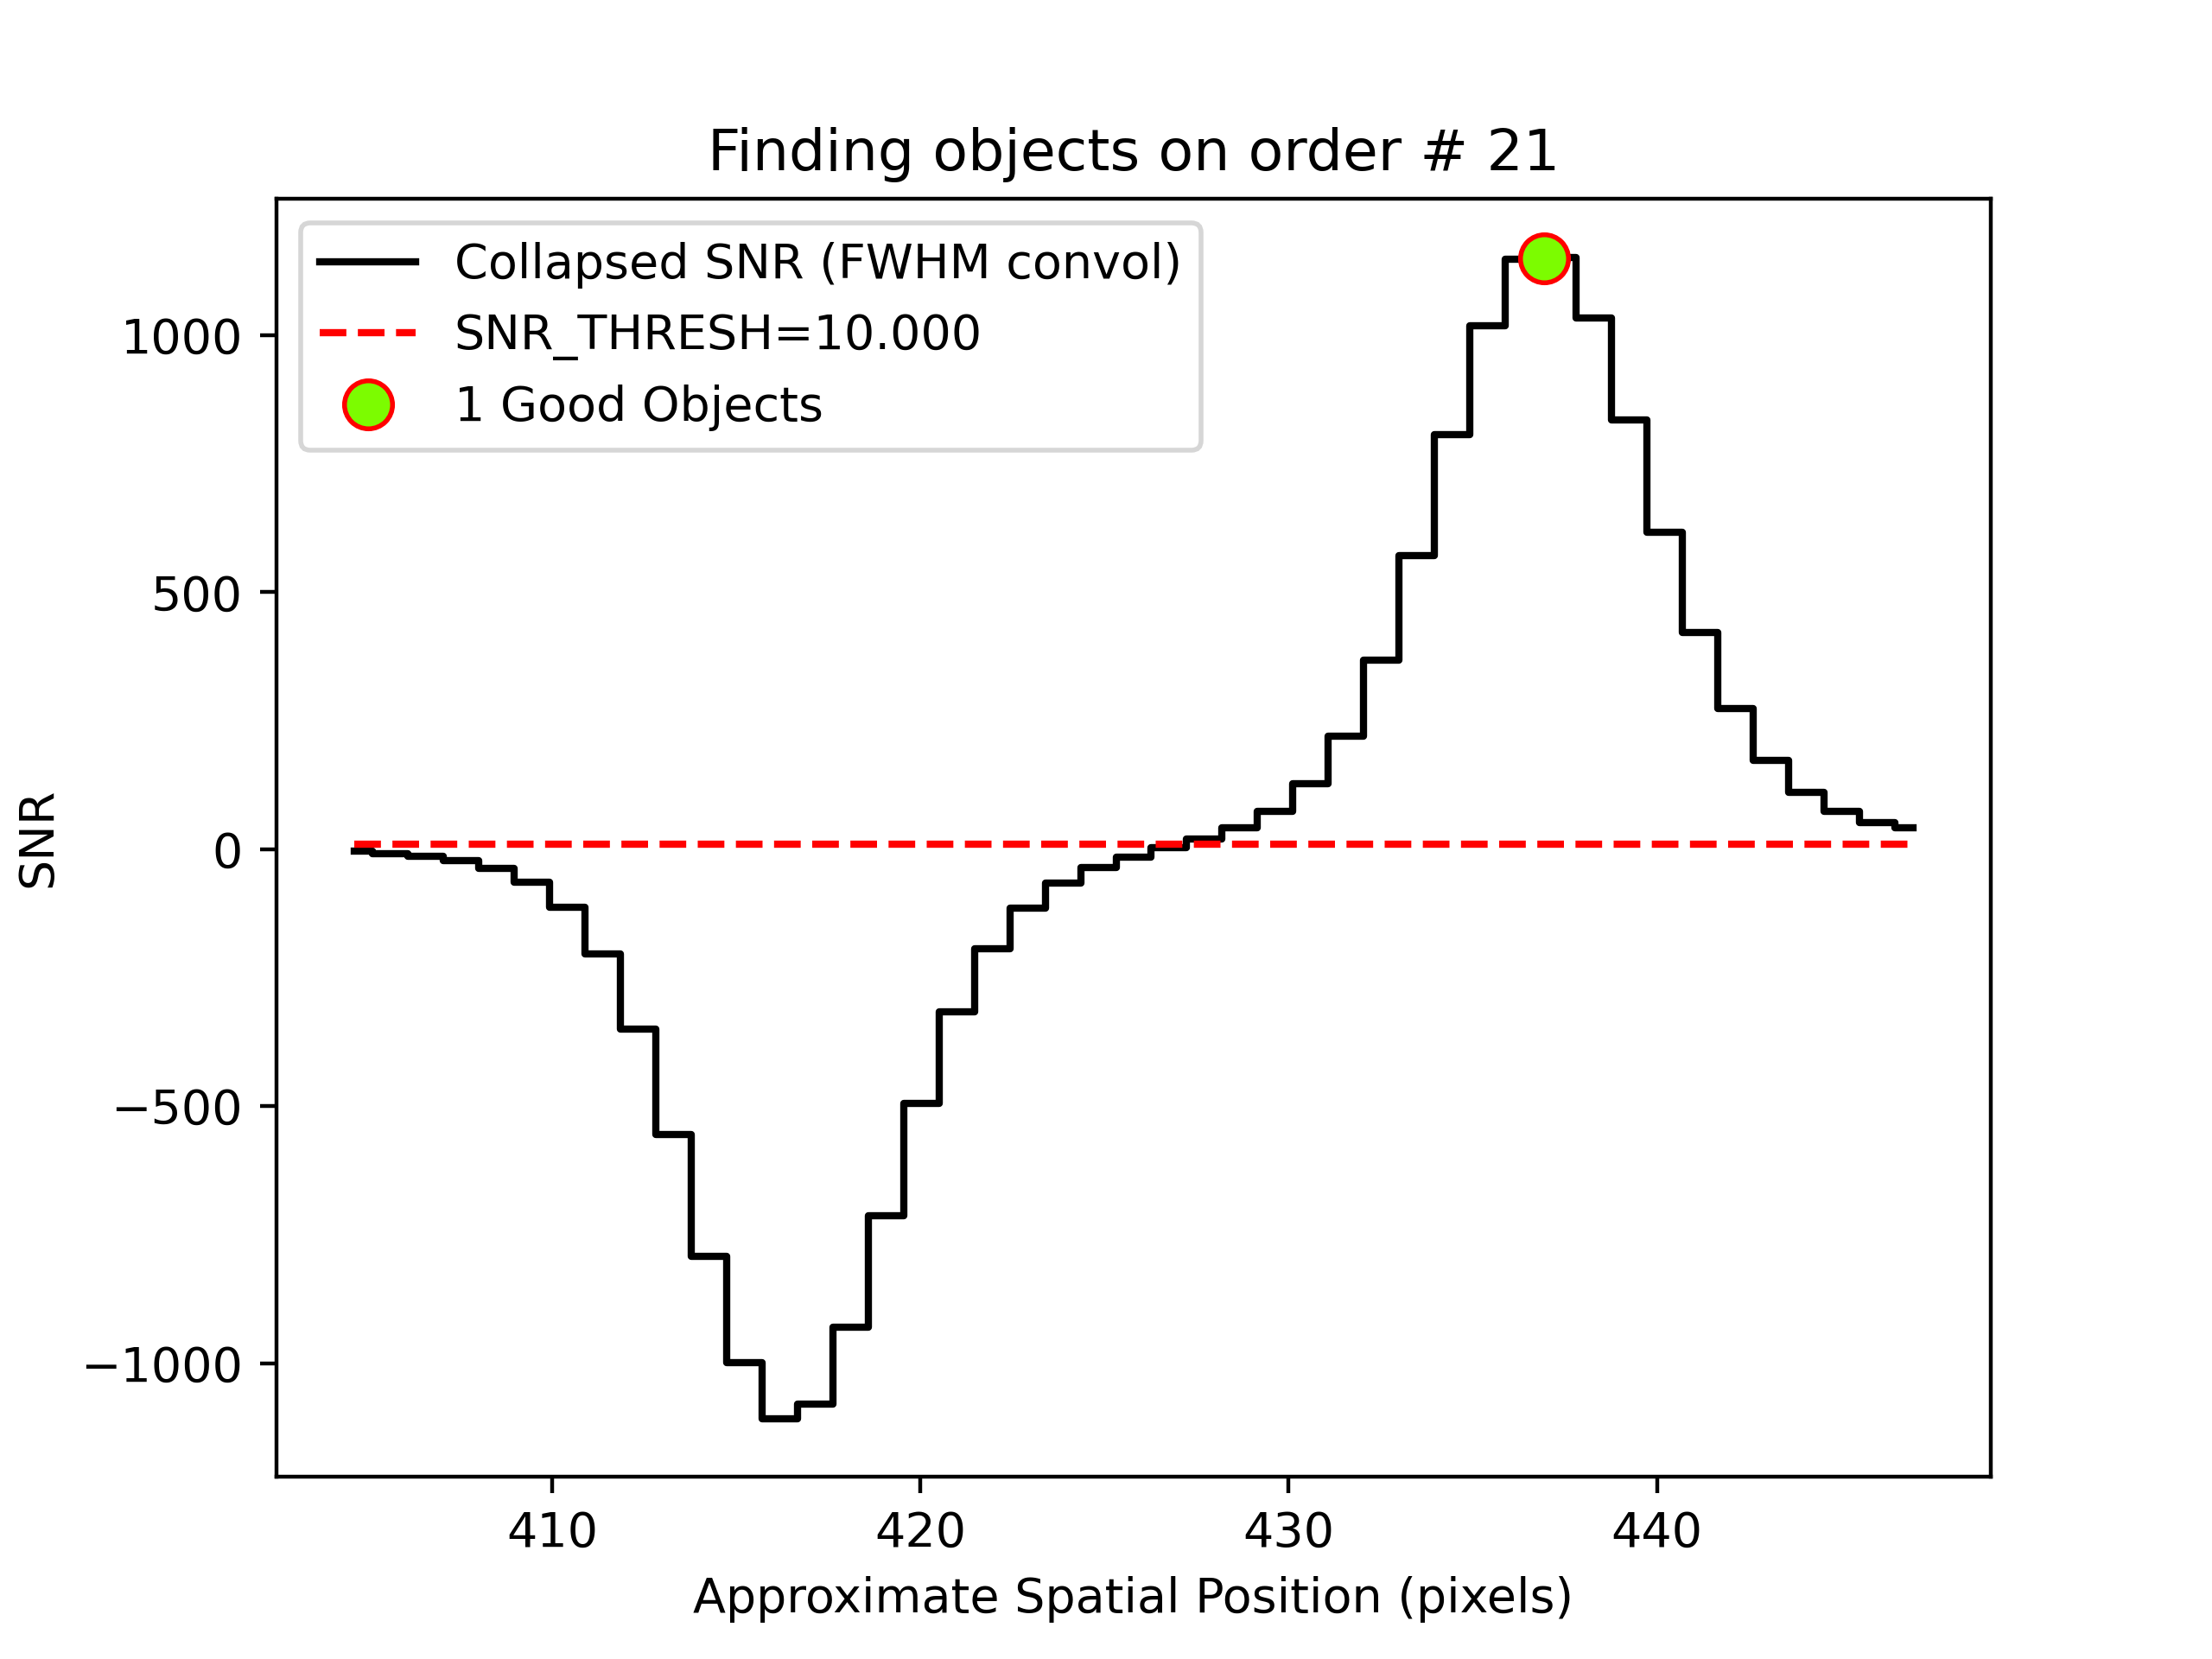 Finding objects on order # 21
Collapsed SNR (FWHM convol)
SNR_THRESH=10.000
1 Good Objects
1000
500
0
−500
−1000
SNR
410 420 430 440
Approximate Spatial Position (pixels)